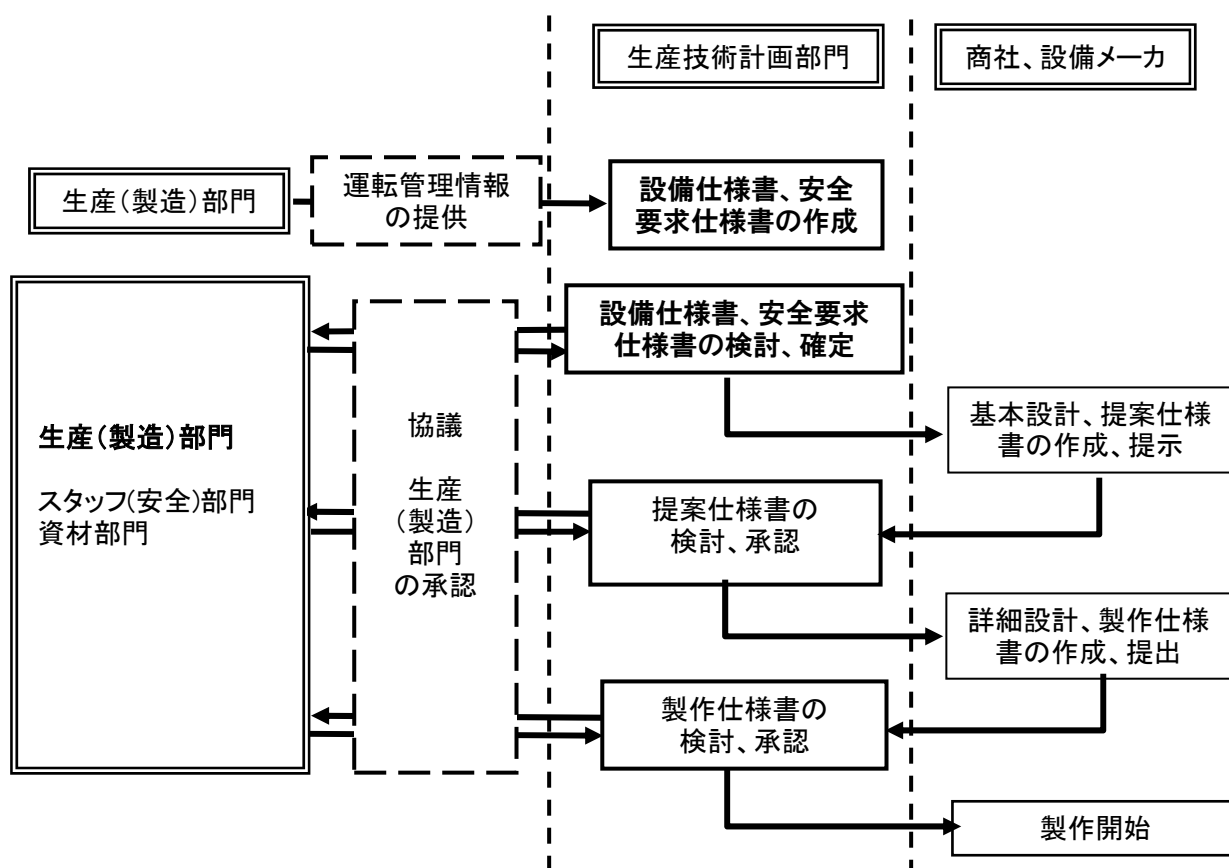 生産技術計画部門
商社、設備メーカ
生産(製造)部門
運転管理情報
の提供
設備仕様書、安全
要求仕様書の作成
設備仕様書、安全要求
仕様書の検討、確定
生産(製造)部門
スタッフ(安全)部門
資材部門
協議
生産
(製造)
部門
の承認
基本設計、提案仕様
書の作成、提示
提案仕様書の
検討、承認
詳細設計、製作仕様
書の作成、提出
製作仕様書の
検討、承認
製作開始